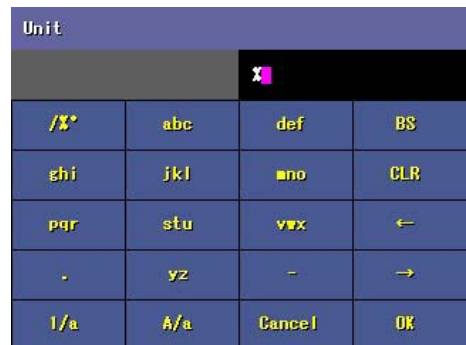 Unit
%
/%° abc def BS
ghi jkl mno CLR
pqr stu vwx ←
. yz - →
1/a A/a Cancel OK